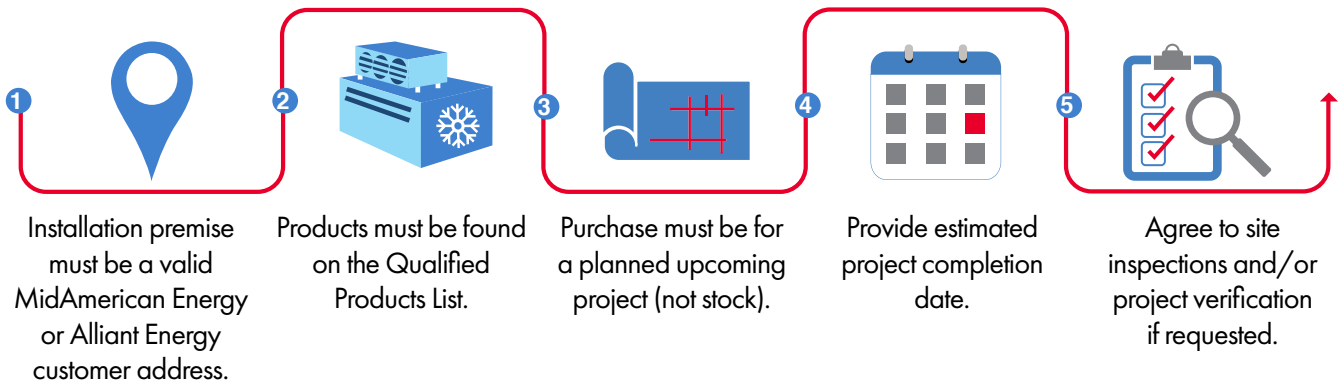 1
Installation premise
must be a valid
MidAmerican Energy
or Alliant Energy
customer address.
2
Products must be found
on the Qualified
Products List.
3
Purchase must be for
a planned upcoming
project (not stock).
4
Provide estimated
project completion
date.
5
Agree to site
inspections and/or
project verification
if requested.